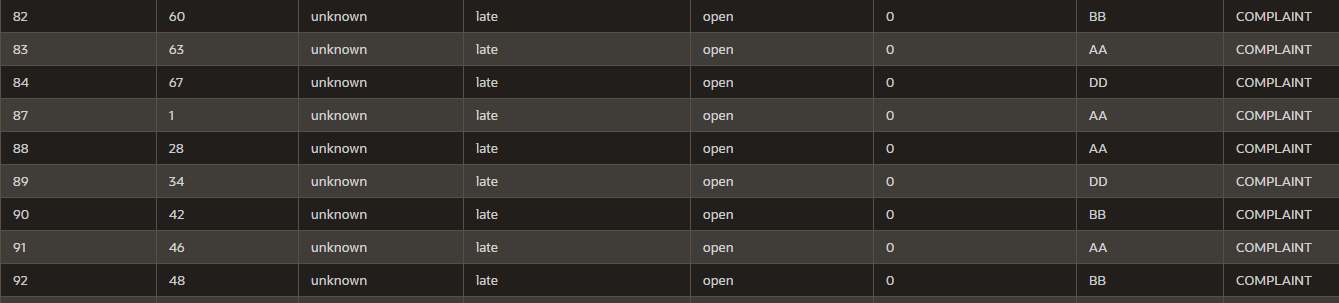 82 60 unknown late open 0 BB COMPLAINT
83 63 unknown late open 0 AA COMPLAINT
84 67 unknown late open 0 DD COMPLAINT
87 1 unknown late open 0 AA COMPLAINT
88 28 unknown late open 0 AA COMPLAINT
89 34 unknown late open 0 DD COMPLAINT
90 42 unknown late open 0 BB COMPLAINT
91 46 unknown late open 0 AA COMPLAINT
92 48 unknown late open 0 BB COMPLAINT